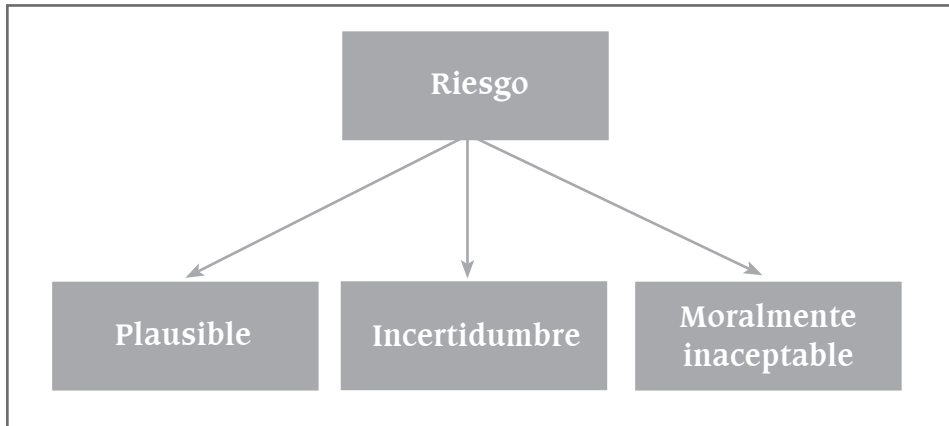 Riesgo
Plausible
Incertidumbre
Moralmente
inaceptable